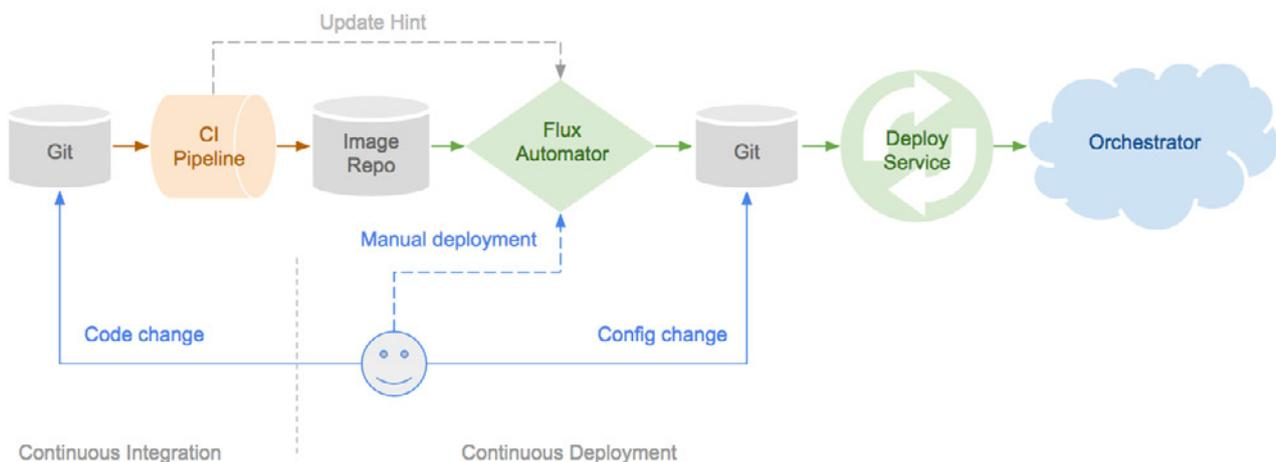 Update Hint
Git
CI
Pipeline
Image
Repo
Flux
Automator
Git
Deploy
Service
Orchestrator
Manual deployment
Code change
Config change
Continuous Integration
Continuous Deployment